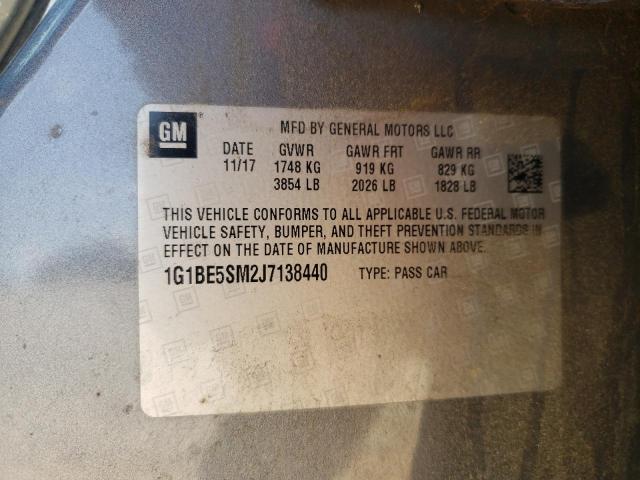 GM
MFD BY GENERAL MOTORS LLC
DATE GVWR GAWR FRT GAWR RR
11/17 1748 KG 919 KG 829 KG
3854 LB 2026 LB 1828 LB
THIS VEHICLE CONFORMS TO ALL APPLICABLE U.S. FEDERAL MOTOR
VEHICLE SAFETY, BUMPER, AND THEFT PREVENTION STANDARDS IN
EFFECT ON THE DATE OF MANUFACTURE SHOWN ABOVE.
1G1BE5SM2J7138440 TYPE: PASS CAR